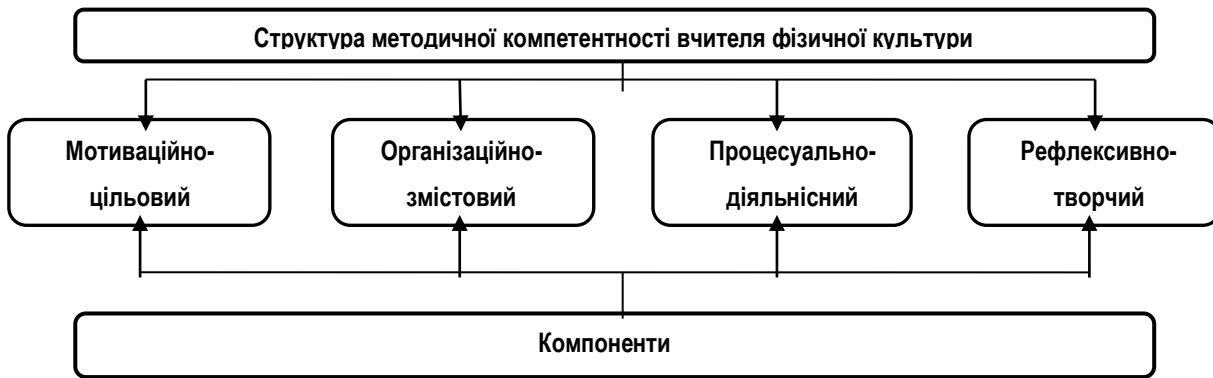 Структура методичної компетентності вчителя фізичної культури
Мотиваційно-
цільовий
Організаційно-
змістовий
Процесуально-
діяльнісний
Рефлексивно-
творчий
Компоненти